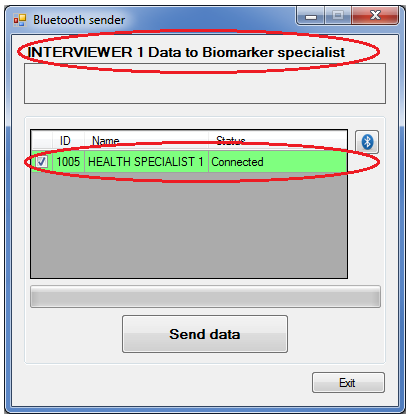 Bluetooth sender
INTERVIEWER 1 Data to Biomarker specialist
ID Name Status
1005 HEALTH SPECIALIST 1 Connected
Send data
Exit